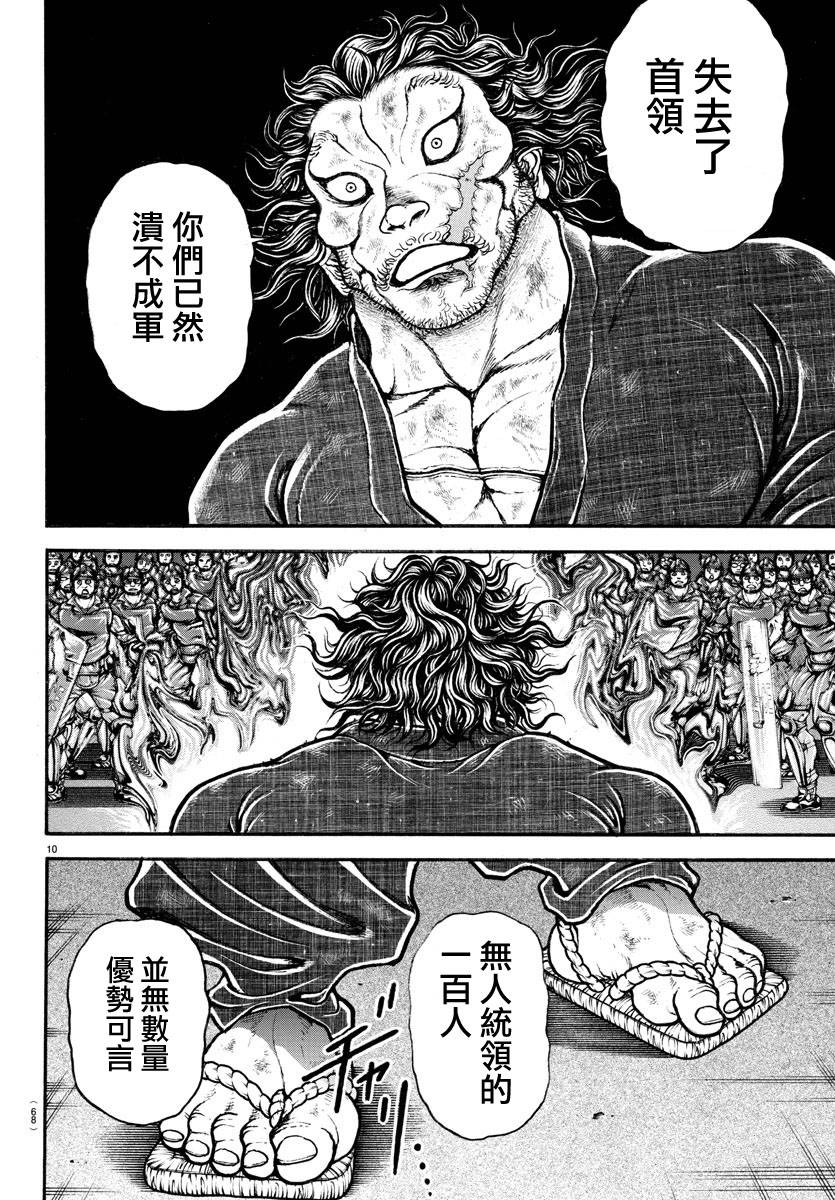 失去了
首領
你們已然
潰不成軍
10
無人統領的
一百人
ギャッ…
並無數量
優勢可言
(68)